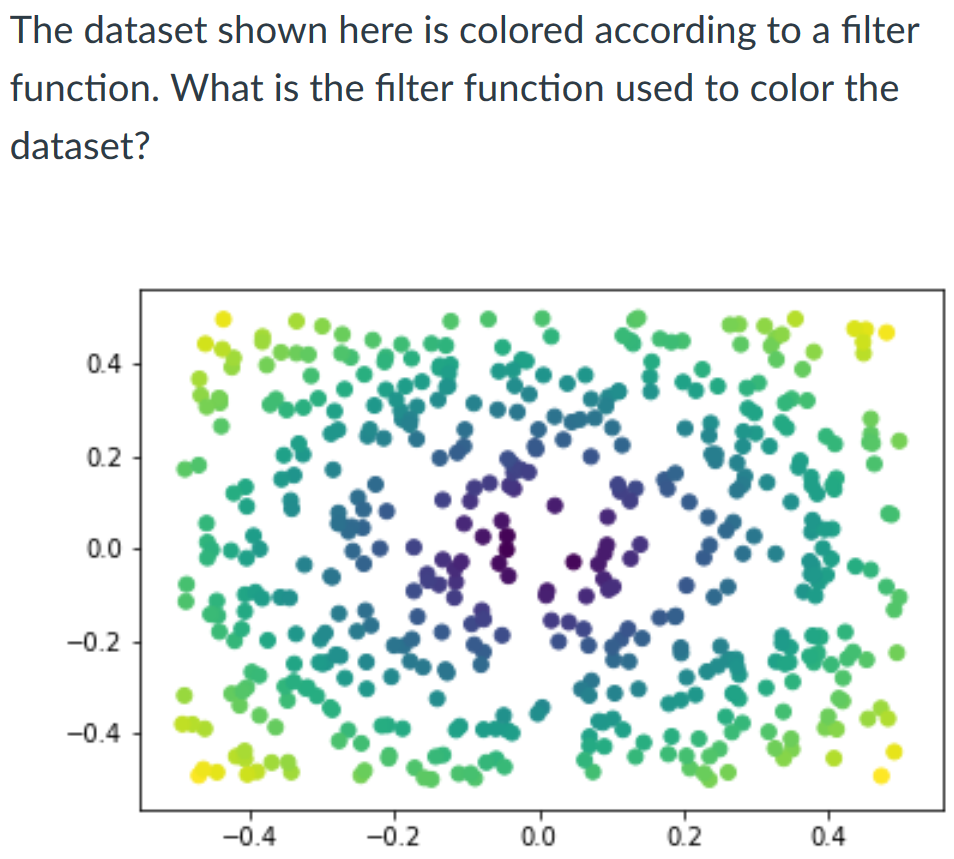 The dataset shown here is colored according to a filter
function. What is the filter function used to color the
dataset?
0.4
0.2
0.0
−0.2
−0.4
−0.4 −0.2 0.0 0.2 0.4